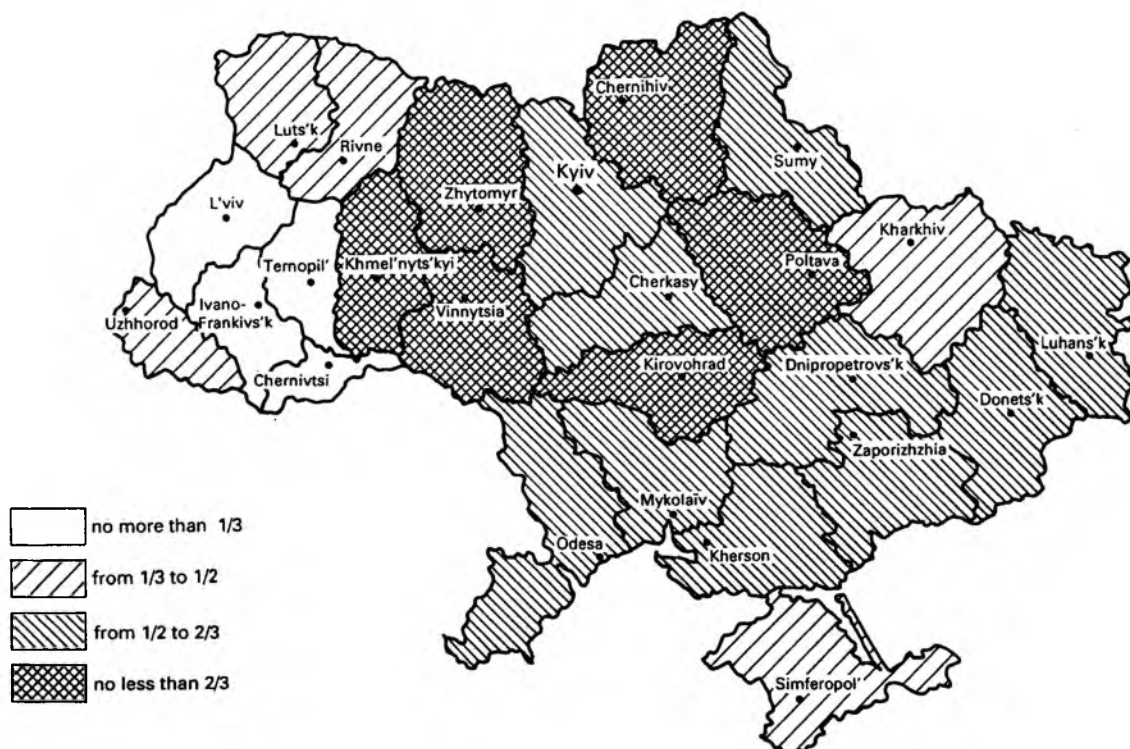 Chernihiv
Luts'k
Rivne
Sumy
Kyiv
Zhytomyr
L'viv
Kharkhiv
Ternopil'
Khmel'nyts'kyi
Poltava
Cherkasy
Ivano-
Frankivs'k
Vinnytsia
Uzhhorod
Luhans'k
Kirovohrad
Dnipropetrovs'k
Chernivtsi
Donets'k
Zaporizhzhia
Mykolaïv
Odesa
Kherson
Simferopol'
no more than 1/3
from 1/3 to 1/2
from 1/2 to 2/3
no less than 2/3